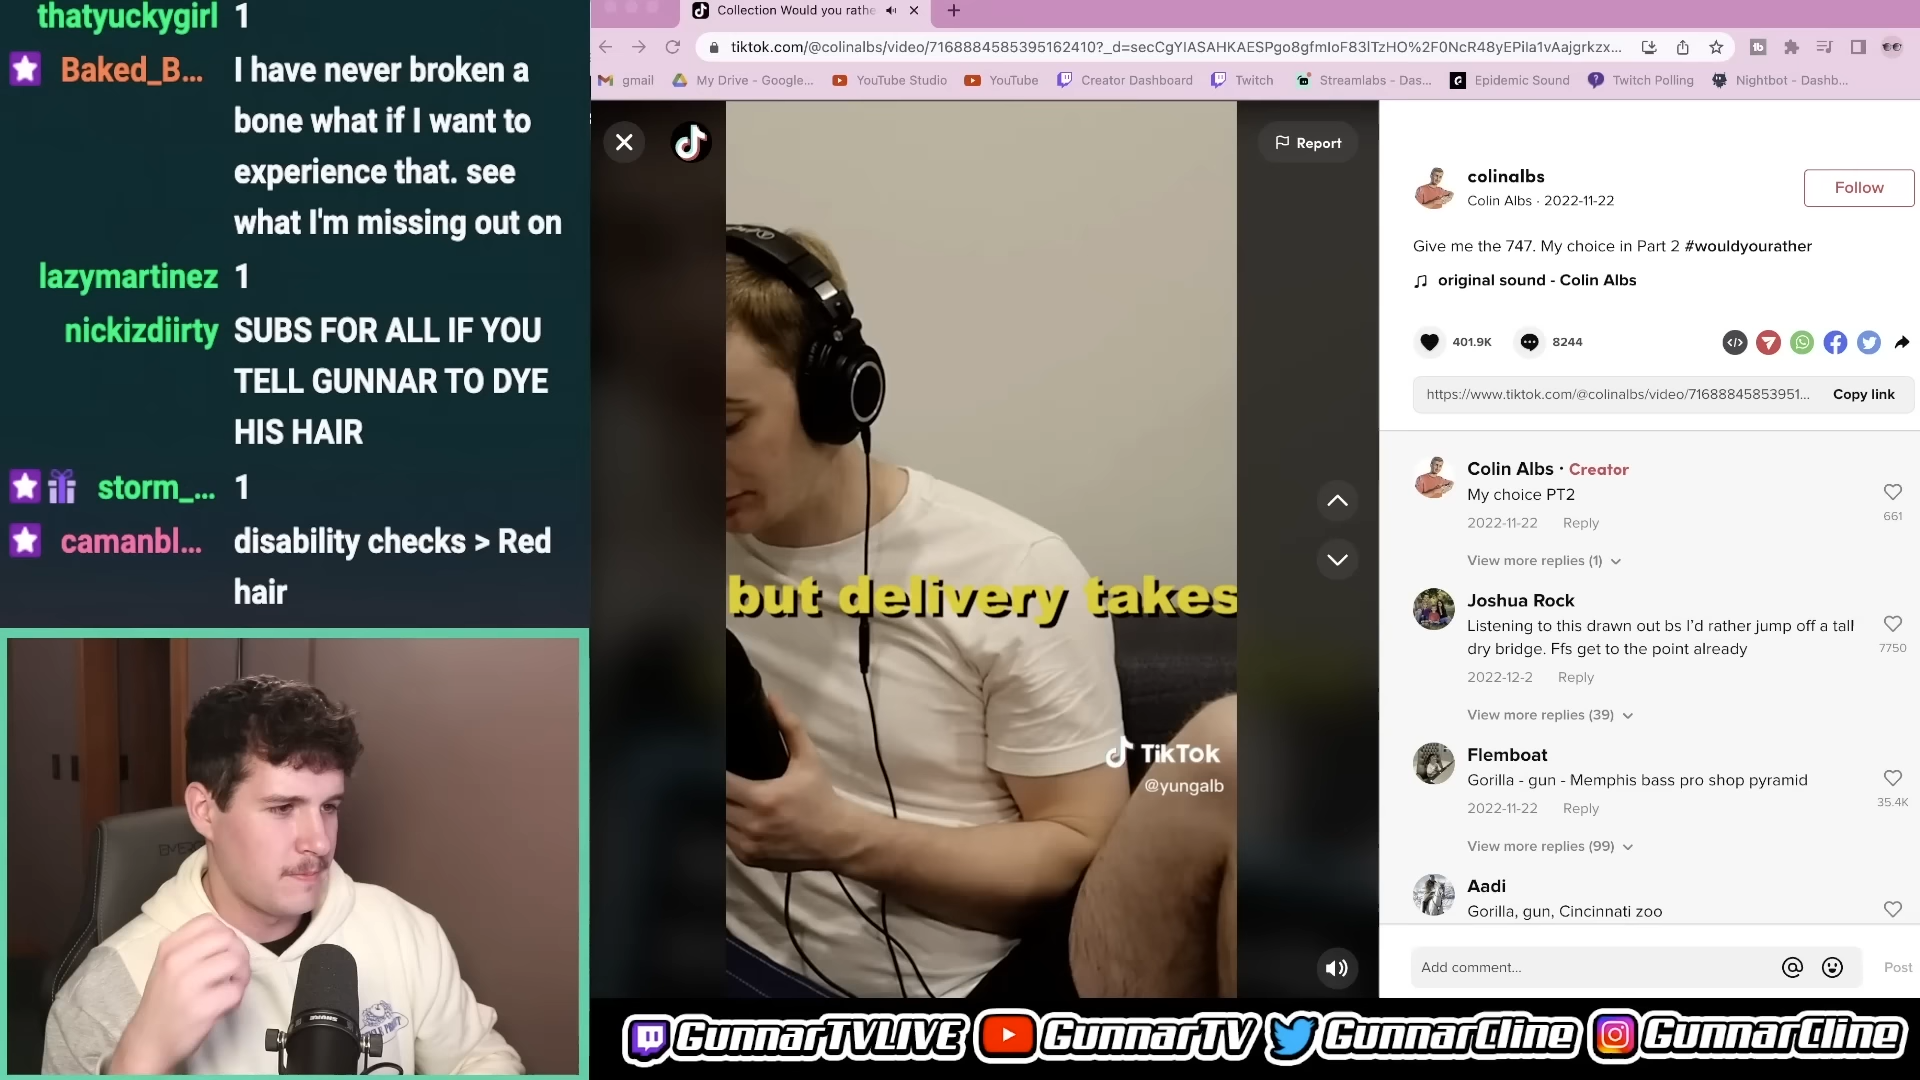 thatyuckygirl 1
Baked_B... I have never broken a
bone what if I want to
experience that. see
what I'm missing out on
lazymartinez 1
nickizdiirty SUBS FOR ALL IF YOU
TELL GUNNAR TO DYE
HIS HAIR
storm_... 1
camanbl... disability checks > Red
hair
Collection Would you rathe
tiktok.com/@colinalbs/video/7168884585395162410?_d=secCgYIASAHKAESPgo8gfmIoF83lTzHO%2F0NcR48yEPiIa1vAajgrkzx...
gmail
My Drive - Google...
YouTube Studio
YouTube
Creator Dashboard
Twitch
Streamlabs - Das...
Epidemic Sound
Twitch Polling
Nightbot - Dashb...
Report
but delivery takes
TikTok
@yungalb
colinalbs
Colin Albs · 2022-11-22
Follow
Give me the 747. My choice in Part 2 #wouldyourather
original sound - Colin Albs
401.9K
8244
https://www.tiktok.com/@colinalbs/video/71688845853951...
Copy link
Colin Albs · Creator
My choice PT2
2022-11-22 Reply
661
View more replies (1)
Joshua Rock
Listening to this drawn out bs I'd rather jump off a tall
dry bridge. Ffs get to the point already
7750
2022-12-2 Reply
View more replies (39)
Flemboat
Gorilla - gun - Memphis bass pro shop pyramid
2022-11-22 Reply
35.4K
View more replies (99)
Aadi
Gorilla, gun, Cincinnati zoo
Add comment...
Post
GunnarTVLIVE
GunnarTV
GunnarCline
GunnarCline